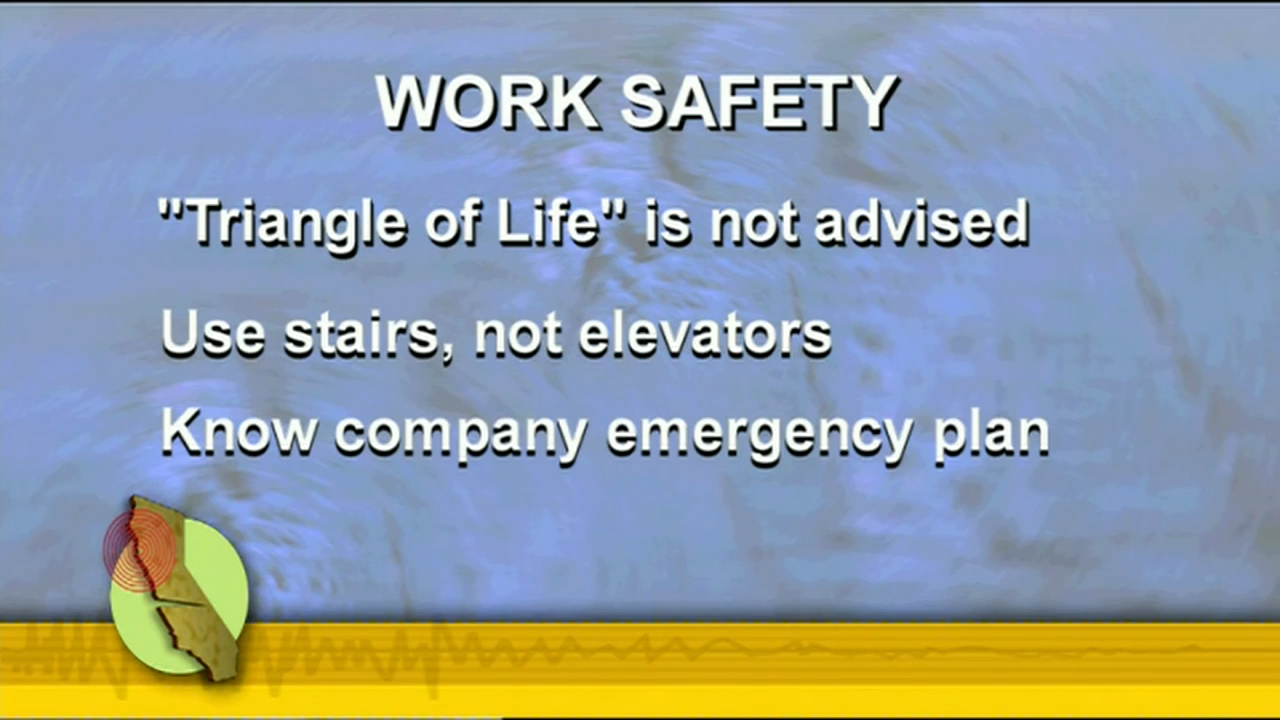 WORK SAFETY
"Triangle of Life" is not advised
Use stairs, not elevators
Know company emergency plan